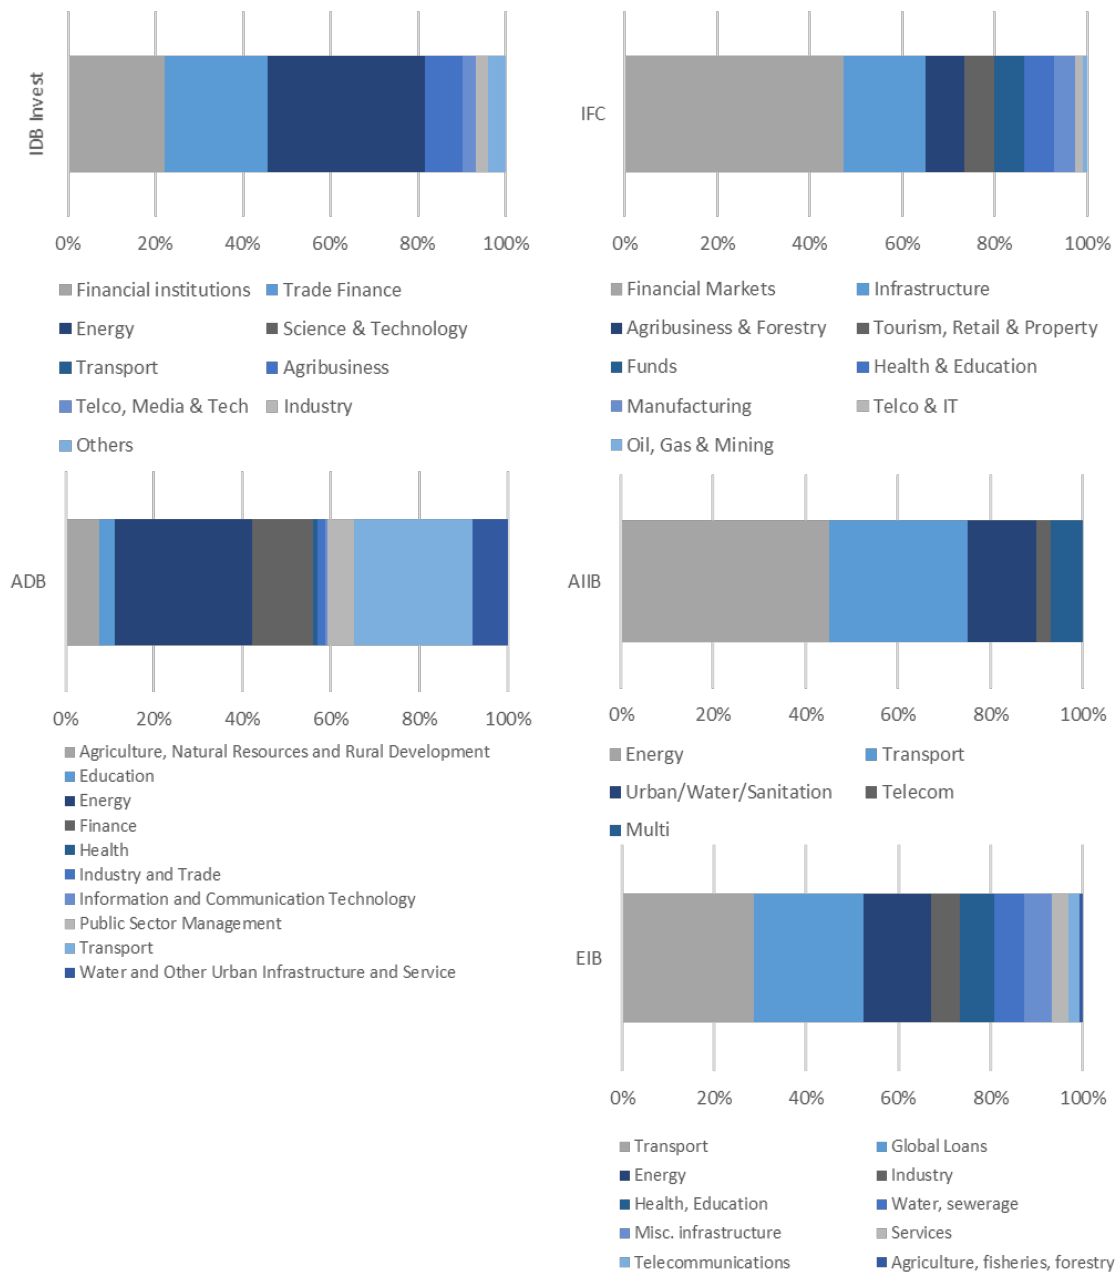 IDB Invest
0% 20% 40% 60% 80% 100%
Financial institutions Trade Finance
Energy Science & Technology
Transport Agribusiness
Telco, Media & Tech Industry
Others
IFC
0% 20% 40% 60% 80% 100%
Financial Markets Infrastructure
Agribusiness & Forestry Tourism, Retail & Property
Funds Health & Education
Manufacturing Telco & IT
Oil, Gas & Mining
ADB
0% 20% 40% 60% 80% 100%
Agriculture, Natural Resources and Rural Development
Education
Energy
Finance
Health
Industry and Trade
Information and Communication Technology
Public Sector Management
Transport
Water and Other Urban Infrastructure and Service
AIIB
0% 20% 40% 60% 80% 100%
Energy Transport
Urban/Water/Sanitation Telecom
Multi
EIB
0% 20% 40% 60% 80% 100%
Transport Global Loans
Energy Industry
Health, Education Water, sewerage
Misc. infrastructure Services
Telecommunications Agriculture, fisheries, forestry